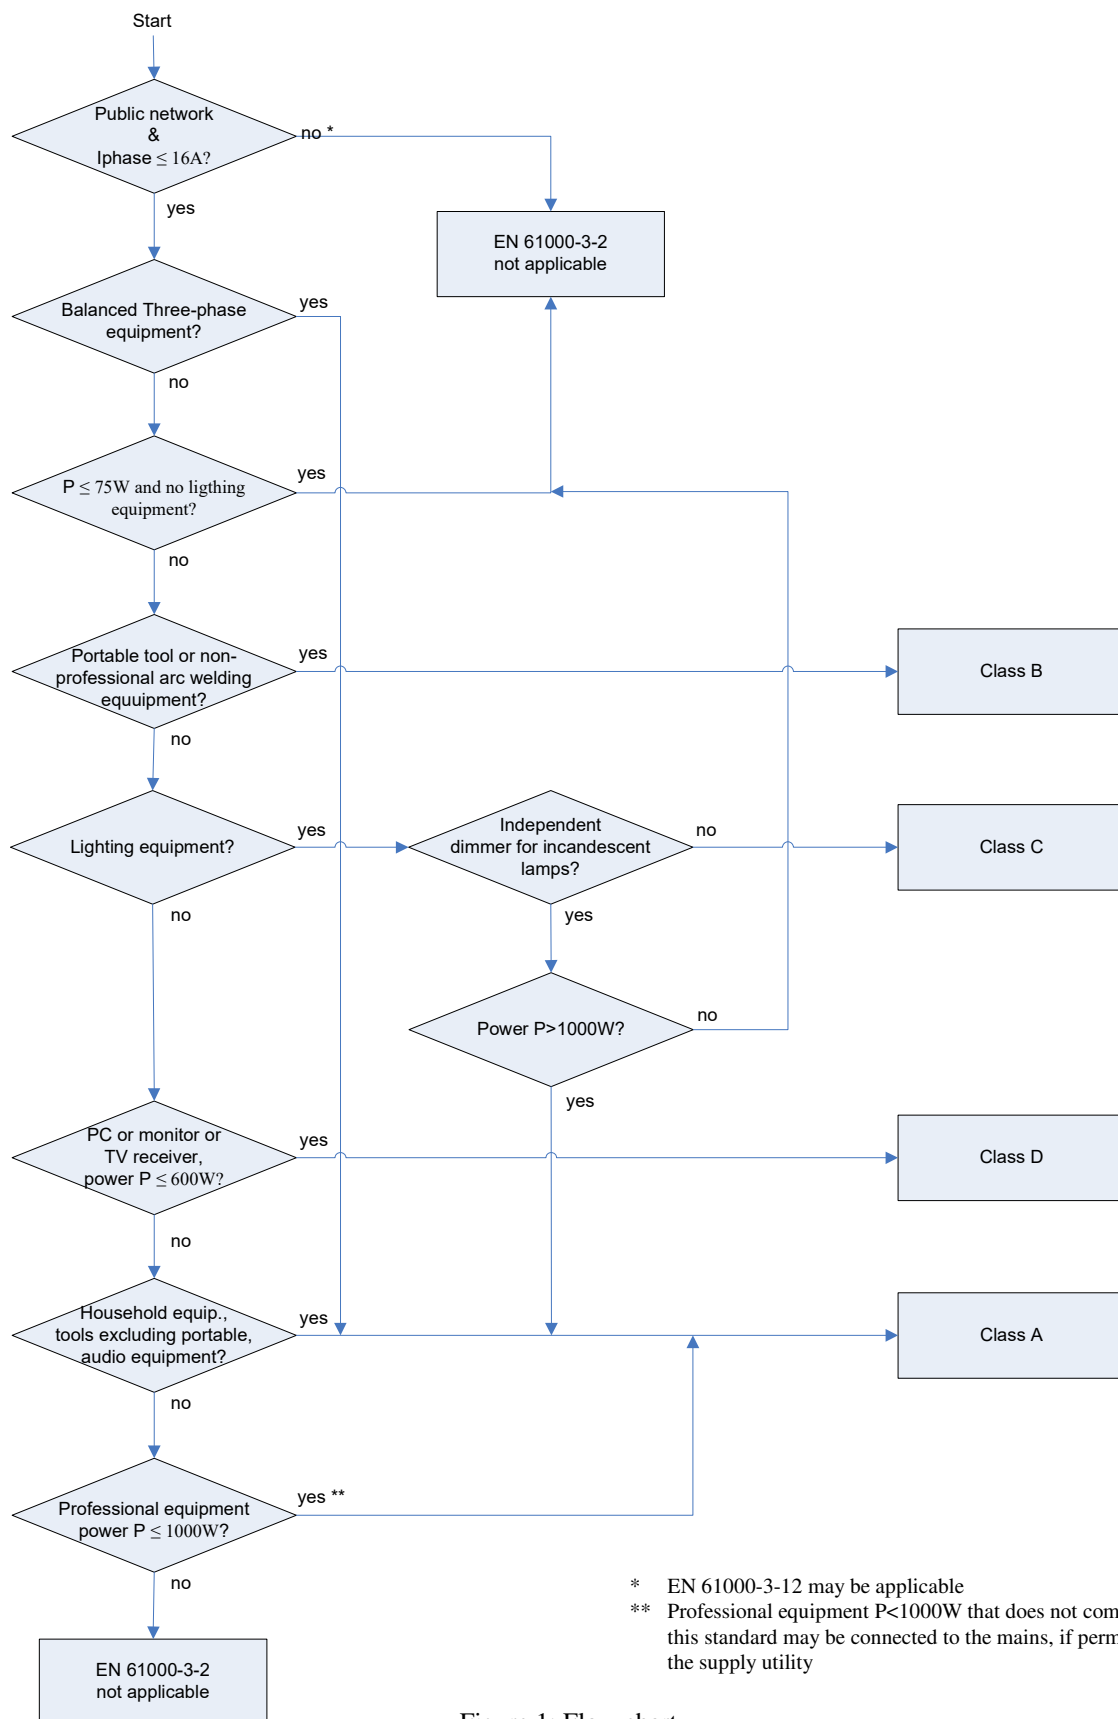 Start
Public network
&
Iphase ≤ 16A?
no *
yes
EN 61000-3-2
not applicable
Balanced Three-phase
equipment?
yes
no
P ≤ 75W and no ligthing
equipment?
yes
no
Portable tool or non-
professional arc welding
equuipment?
yes
Class B
no
Lighting equipment?
yes
Independent
dimmer for incandescent
lamps?
no
Class C
no
yes
Power P>1000W?
no
yes
PC or monitor or
TV receiver,
power P ≤ 600W?
yes
Class D
no
Household equip.,
tools excluding portable,
audio equipment?
yes
Class A
no
Professional equipment
power P ≤ 1000W?
yes **
no
* EN 61000-3-12 may be applicable
** Professional equipment P<1000W that does not com
this standard may be connected to the mains, if perm
the supply utility
EN 61000-3-2
not applicable